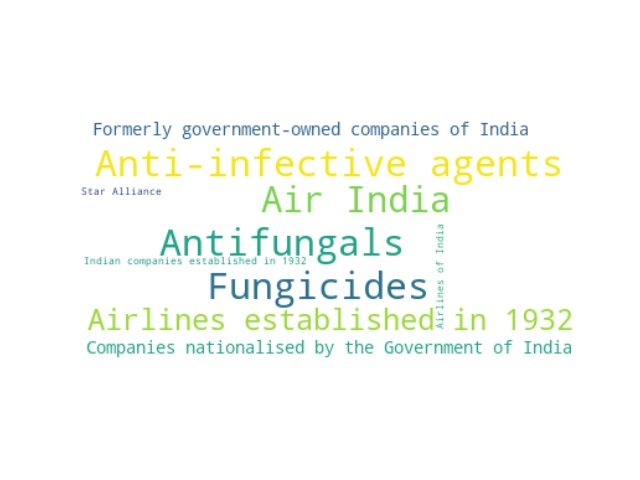 Formerly government-owned companies of India
Anti-infective agents
Star Alliance
Air India
Antifungals
Indian companies established in 1932
Airlines of India
Fungicides
Airlines established in 1932
Companies nationalised by the Government of India